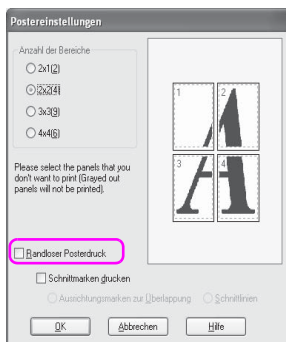 Postereinstellungen
Anzahl der Bereiche
2x1(2)
2x2(4)
3x3(9)
4x4(6)
1 2
3 4
Please select the panels that you
don't want to print (Grayed out
panels will not be printed).
Randloser Posterdruck
Schnittmarken drucken
Ausrichtungsmarken zur Überlappung Schnittlinien
OK Abbrechen Hilfe